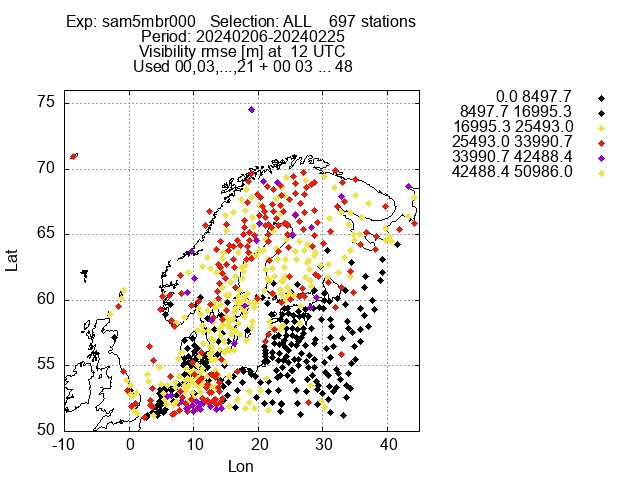 Exp: sam5mbr000   Selection: ALL    697 stations
Period: 20240206-20240225
Visibility rmse [m] at  12 UTC
Used 00,03,...,21 + 00 03 ... 48
0.0 8497.7
8497.7 16995.3
16995.3 25493.0
25493.0 33990.7
33990.7 42488.4
42488.4 50986.0
75
70
65
60
55
50
Lat
-10 0 10 20 30 40
Lon